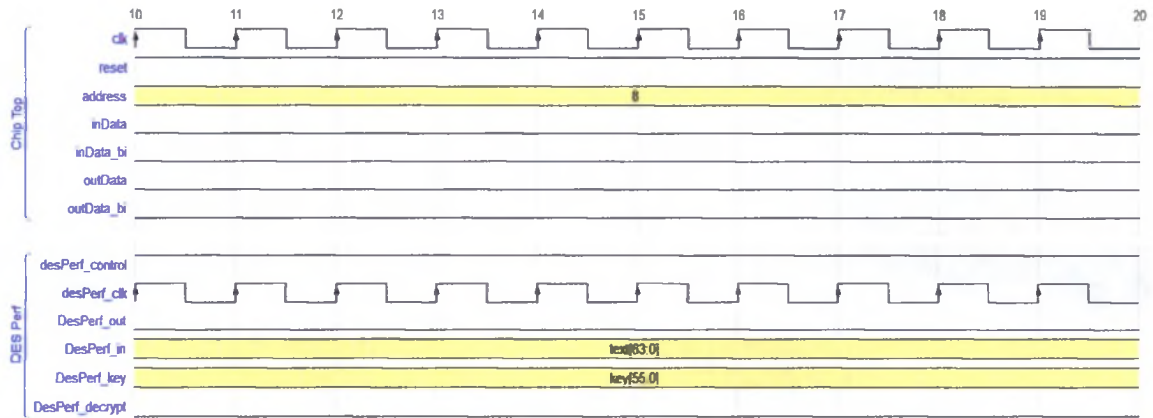 10 11 12 13 14 15 16 17 18 19 20
Chip Top
clk
reset
address
8
inData
inData_bi
outData
outData_bi
DES Perf
desPerf_control
desPerf_clk
DesPerf_out
DesPerf_in
text[63:0]
DesPerf_key
key[55:0]
DesPerf_decrypt